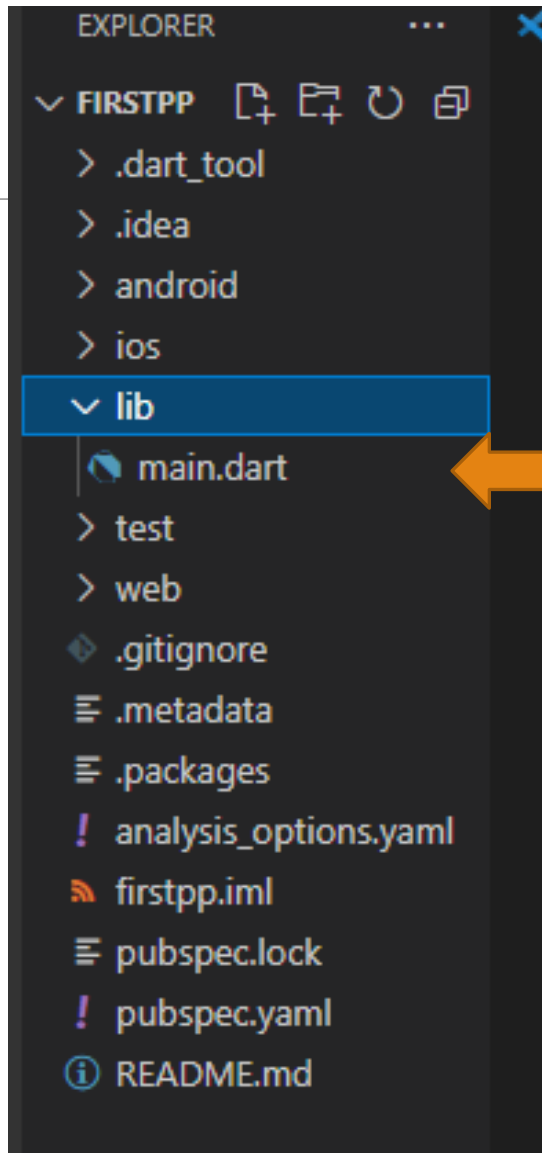 EXPLORER ...
FIRSTPP
.dart_tool
.idea
android
ios
lib
main.dart
test
web
.gitignore
.metadata
.packages
! analysis_options.yaml
firstpp.iml
pubspec.lock
! pubspec.yaml
README.md